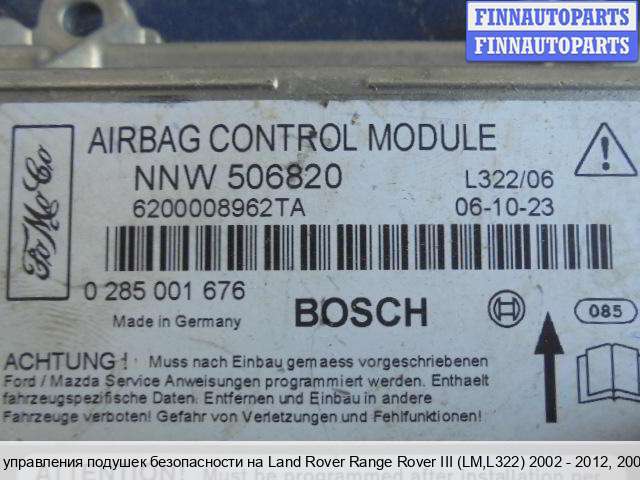 FINNAUTOPARTS
FINNAUTOPARTS
FoMoCo
AIRBAG CONTROL MODULE
NNW 506820
L322/06
6200008962TA
06-10-23
0 285 001 676
Made in Germany
BOSCH
085
ACHTUNG! Muss nach Einbau gemaess vorgeschriebenen
Ford / Mazda Service Anweisungen programmiert werden. Enthaelt
fahrzeugspezifische Daten. Entfernen und Einbau in andere
Fahrzeuge verboten! Gefahr von Verletzungen und Fehlfunktionen!
управления подушек безопасности на Land Rover Range Rover III (LM,L322) 2002 - 2012, 200